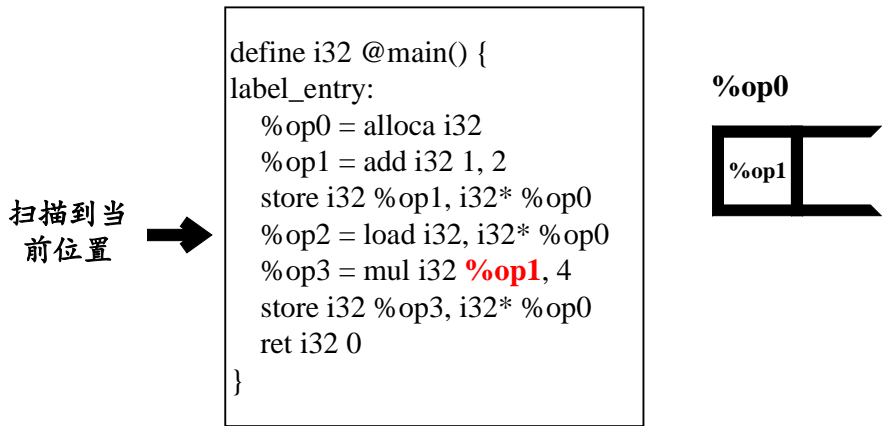 define i32 @main() {
label_entry:
%op0 = alloca i32
%op1 = add i32 1, 2
store i32 %op1, i32* %op0
%op2 = load i32, i32* %op0
%op3 = mul i32 %op1, 4
store i32 %op3, i32* %op0
ret i32 0
}
扫描到当
前位置
%op0
%op1